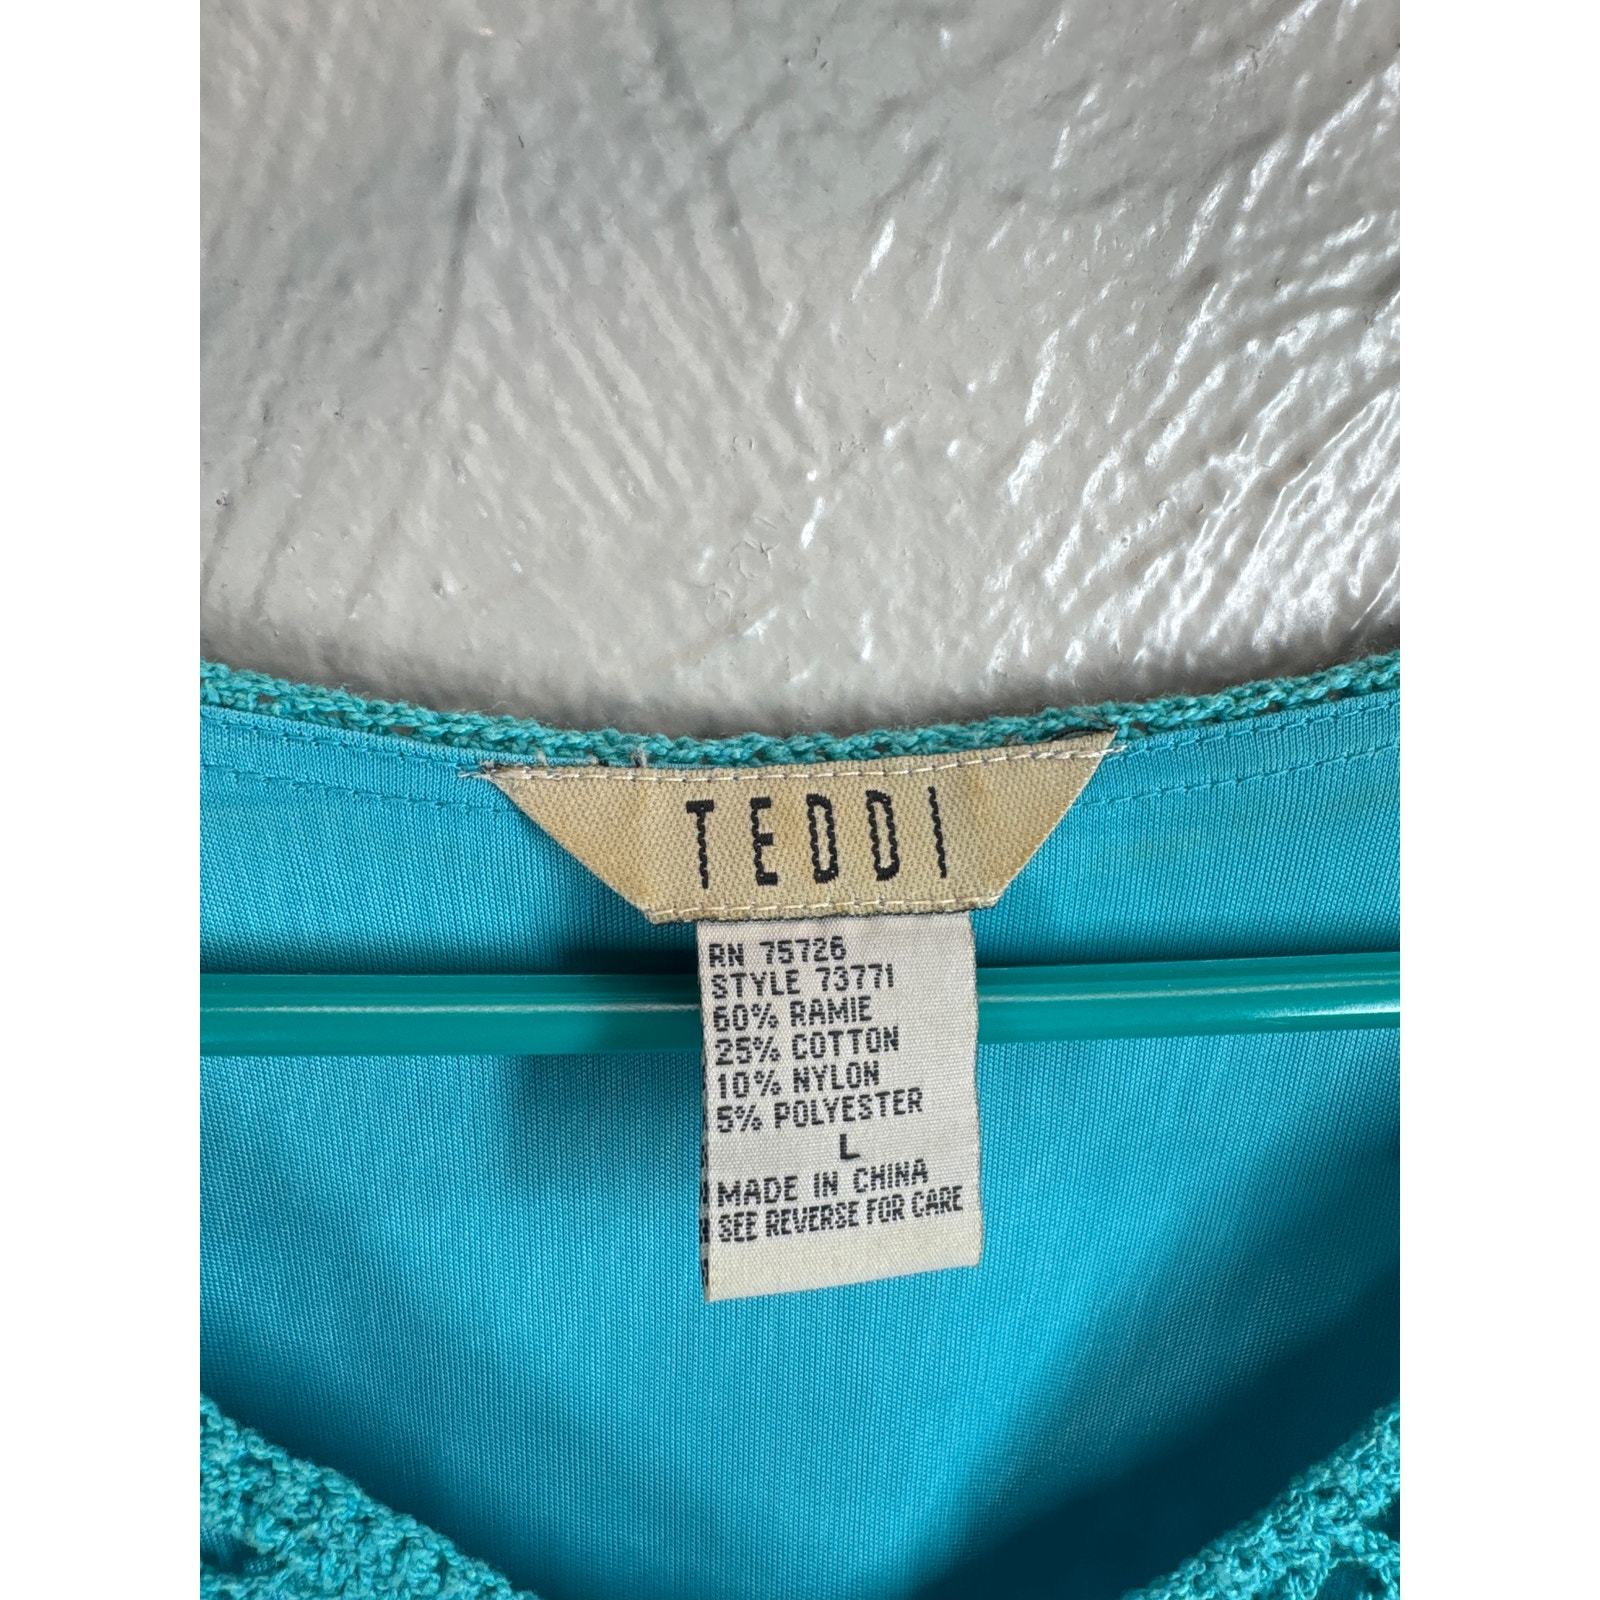 TEDDI
RN 75726
STYLE 73771
60% RAMIE
25% COTTON
10% NYLON
5% POLYESTER
L
MADE IN CHINA
SEE REVERSE FOR CARE